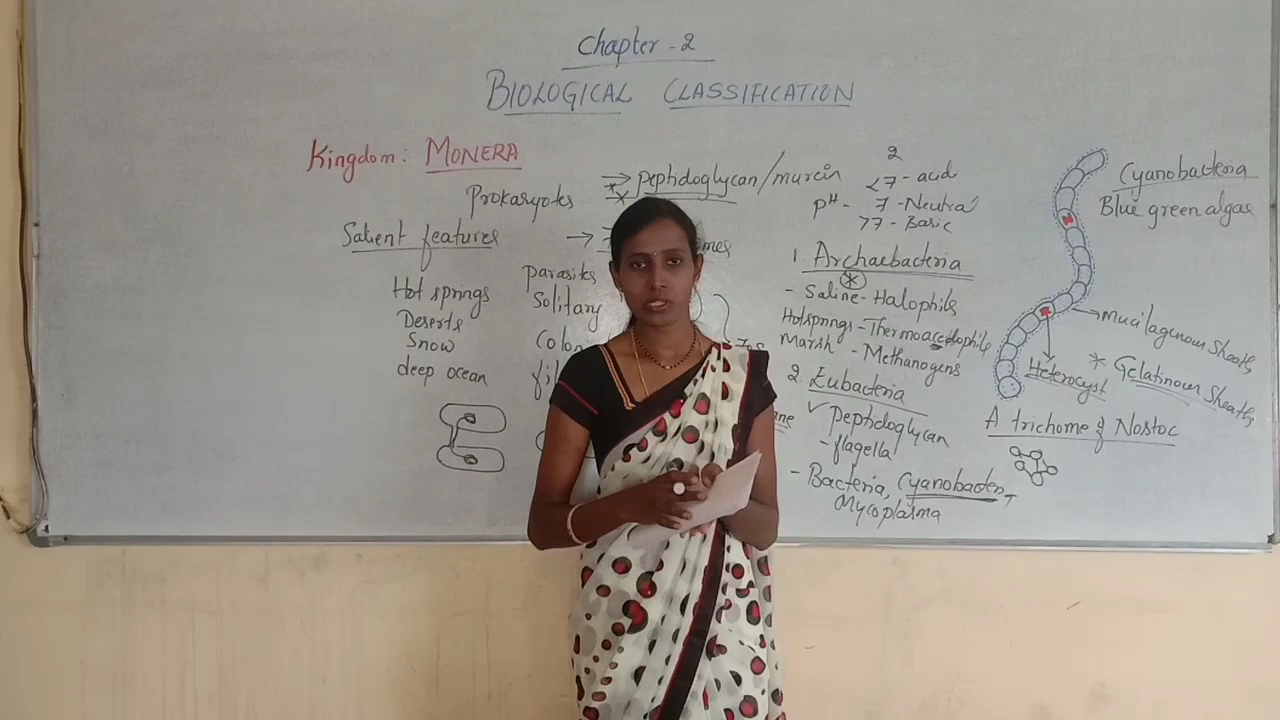 Chapter - 2
BIOLOGICAL CLASSIFICATION
Kingdom: MONERA
Prokaryotes
→ peptidoglycan/murein
Salient features
Hot springs
Deserts
Snow
deep ocean
parasites
Solitary
2
<7 - acid
pH - 7 - Neutral
>7 - Basic
1. Archaebacteria
- Saline - Halophils
Hotsprings - Thermoacedophils
Marsh - Methanogens
2. Eubacteria
✓ peptidoglycan
- flagella
- Bacteria, Cyanobacteria,
Mycoplasma
Cyanobacteria
Blue green algae
Mucilagenous Sheath
* Gelatinous Sheath
Heterocyst
A trichome of Nostoc